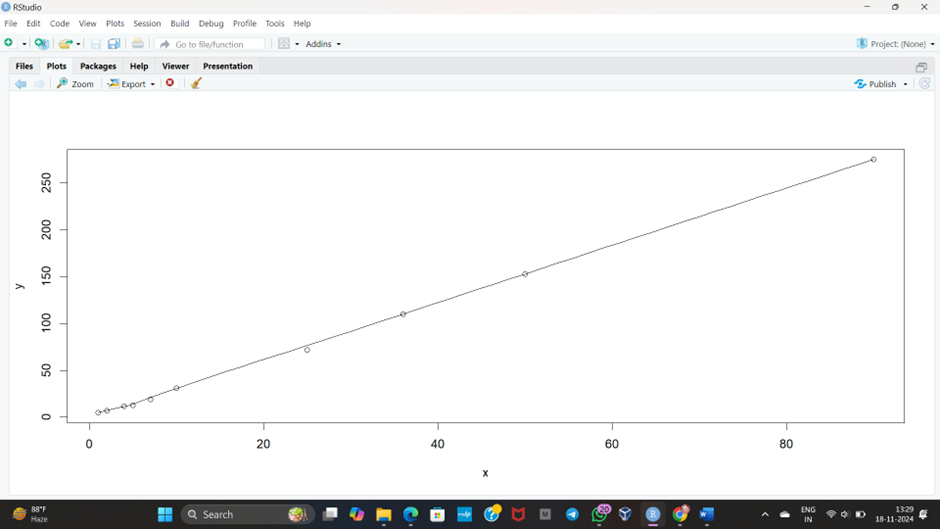 RStudio
File Edit Code View Plots Session Build Debug Profile Tools Help
Go to file/function Addins Project: (None)
Files Plots Packages Help Viewer Presentation
Zoom Export Publish
250
200
150
100
50
0
y
0 20 40 60 80
x
88°F
Haze
Search
20
ENG
IN
13:29
18-11-2024